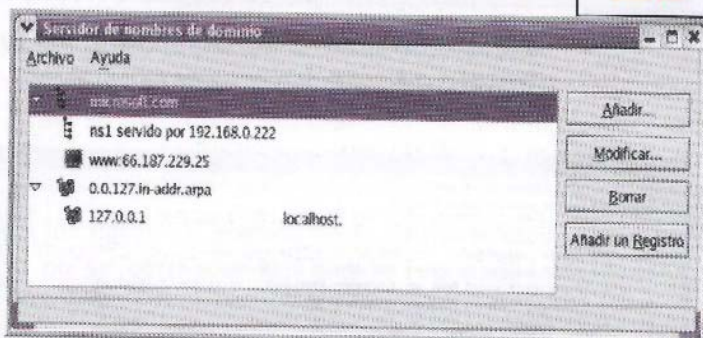 Servidor de nombres de dominio
Archivo Ayuda
microsoft.com
ns1 servido por 192.168.0.222
www:66.187.229.25
0.0.127.in-addr.arpa
127.0.0.1 localhost.
Añadir...
Modificar...
Borrar
Añadir un Registro